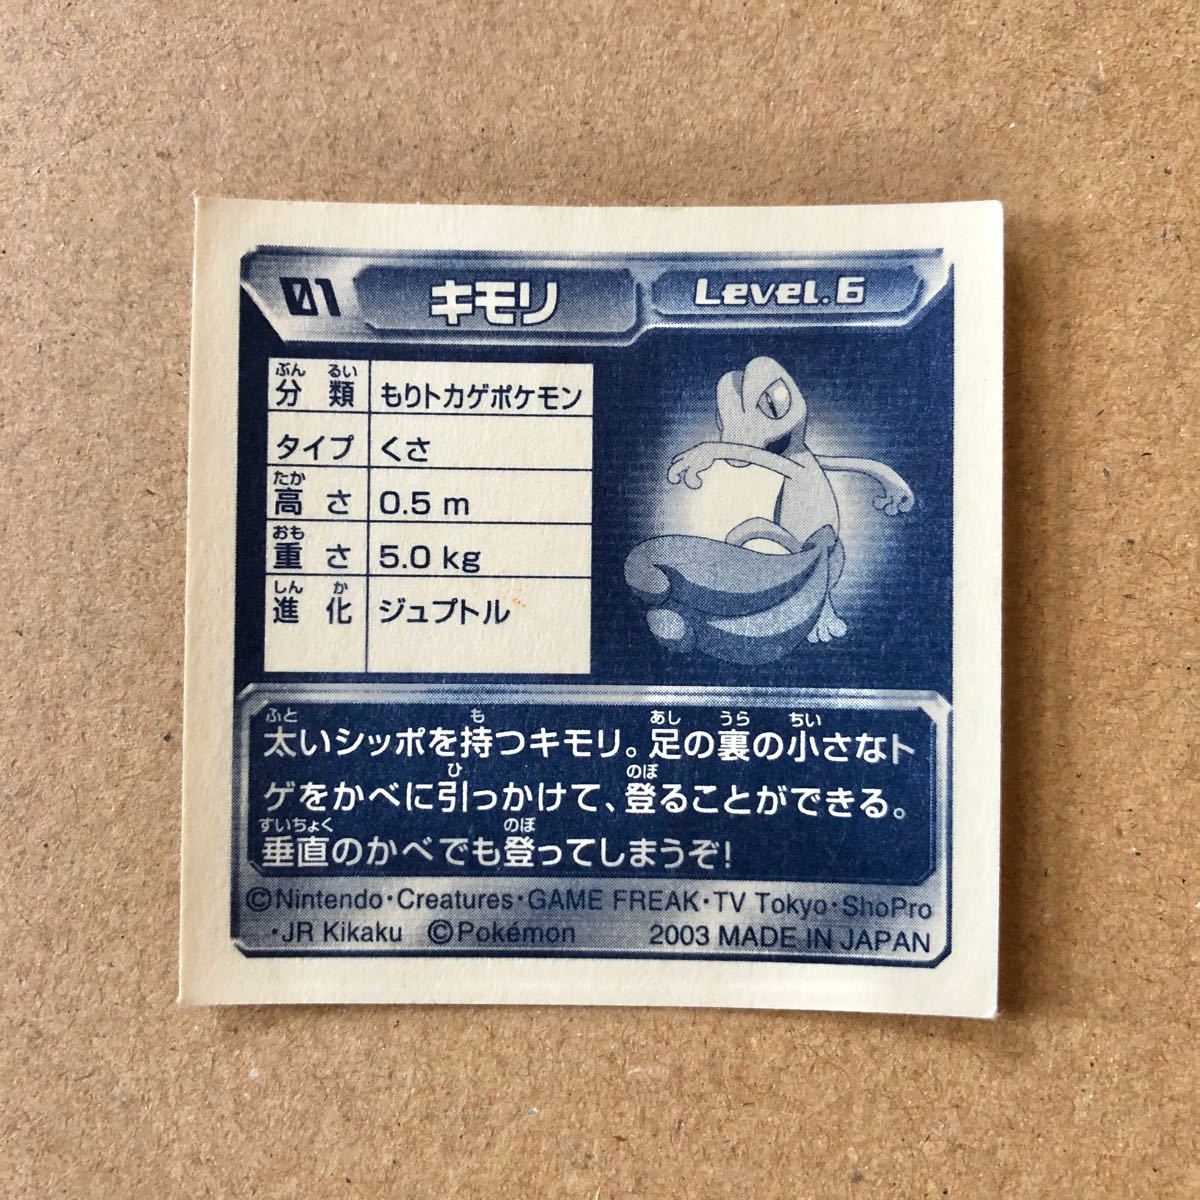 01 キモリ Level.6
ぶん るい
分類 もりトカゲポケモン
タイプ くさ
たか
高さ 0.5 m
おも
重さ 5.0 kg
しん か
進化 ジュプトル
ふと も あし うら ちい
太いシッポを持つキモリ。足の裏の小さなト
ひ のぼ
ゲをかべに引っかけて、登ることができる。
すいちょく のぼ
垂直のかべでも登ってしまうぞ!
©Nintendo・Creatures・GAME FREAK・TV Tokyo・ShoPro
・JR Kikaku ©Pokémon 2003 MADE IN JAPAN